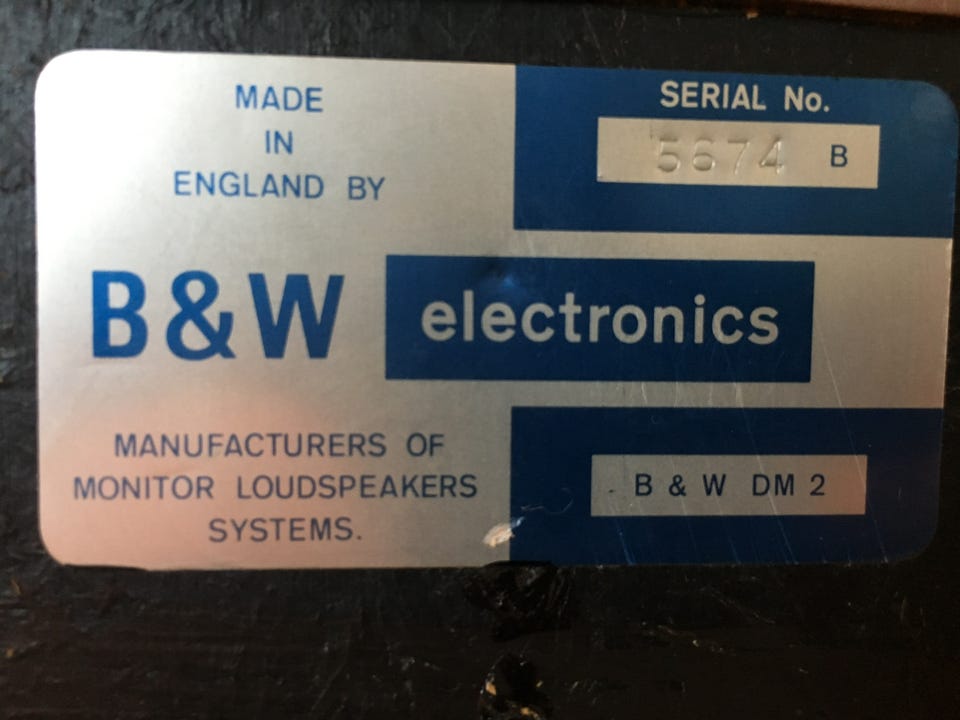 MADE
IN
ENGLAND BY
SERIAL No.
5674 B
B&W electronics
MANUFACTURERS OF
MONITOR LOUDSPEAKERS
SYSTEMS.
B & W DM 2